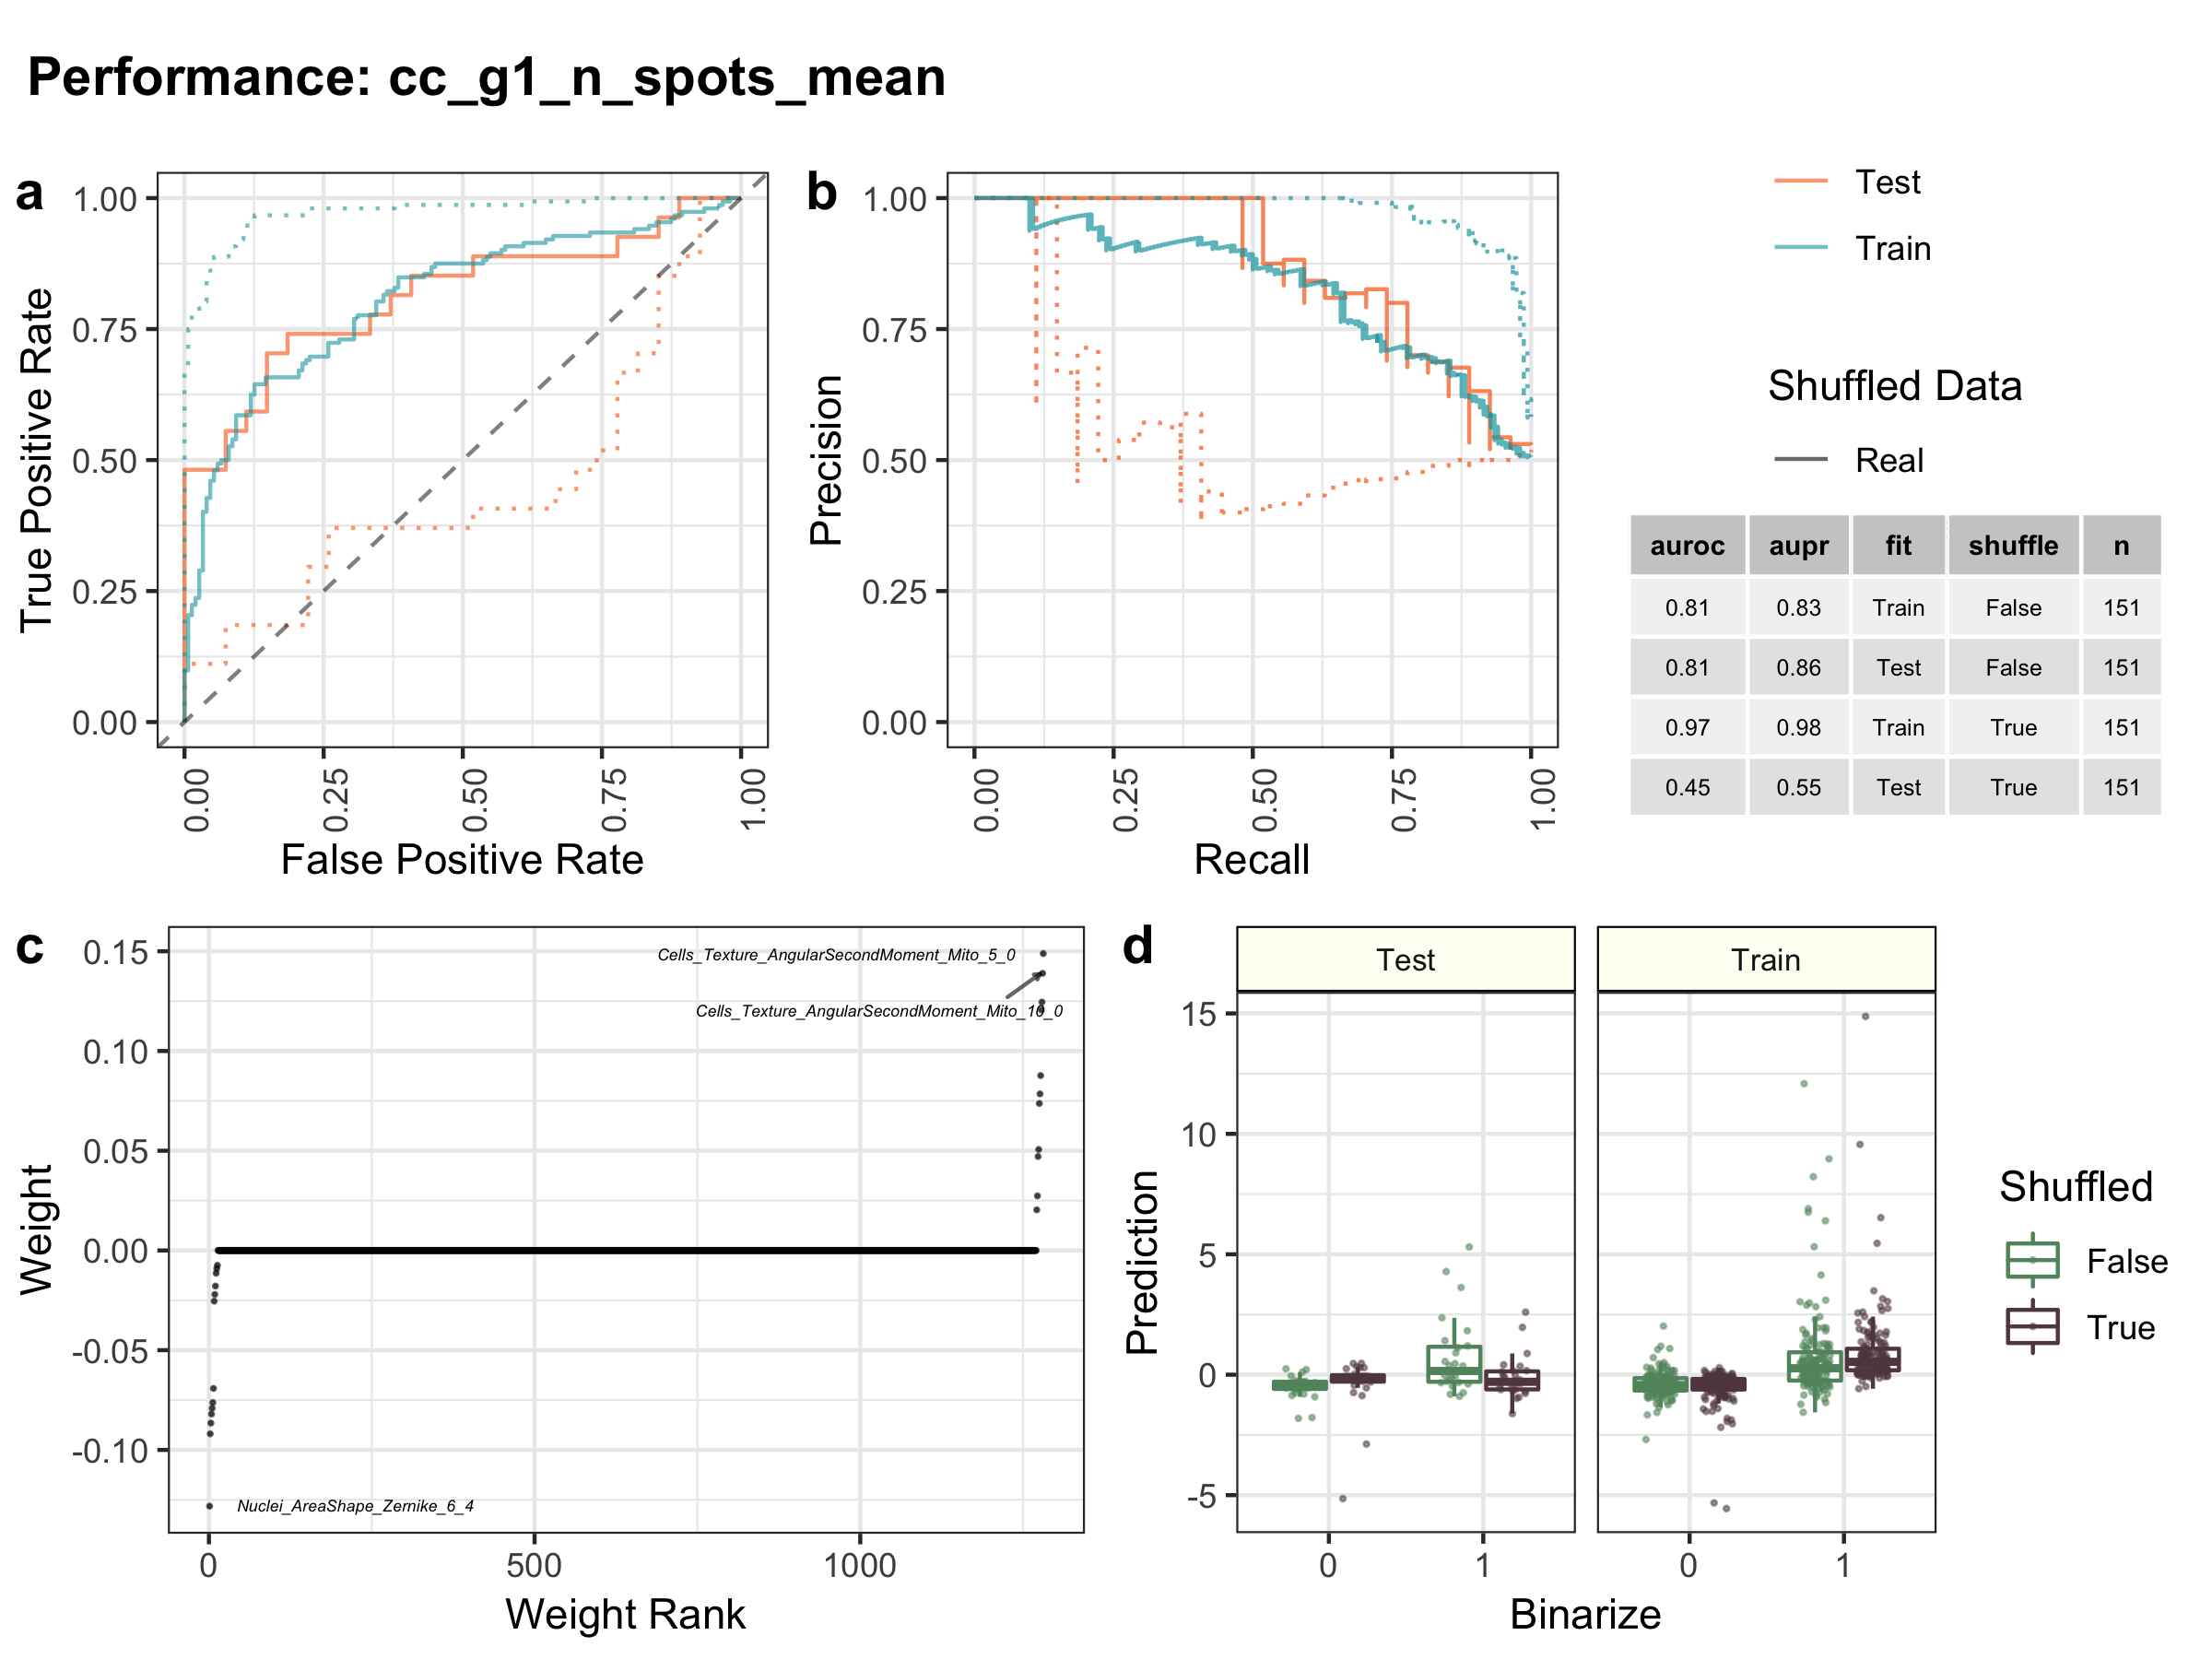 Performance: cc_g1_n_spots_mean
a
1.00
0.75
0.50
0.25
0.00
True Positive Rate
0.00
0.25
0.50
0.75
1.00
False Positive Rate
b
1.00
0.75
0.50
0.25
0.00
Precision
0.00
0.25
0.50
0.75
1.00
Recall
Test
Train
Shuffled Data
Real
auroc aupr fit shuffle n
0.81 0.83 Train False 151
0.81 0.86 Test False 151
0.97 0.98 Train True 151
0.45 0.55 Test True 151
c
0.15
0.10
0.05
0.00
-0.05
-0.10
Weight
Cells_Texture_AngularSecondMoment_Mito_5_0
Cells_Texture_AngularSecondMoment_Mito_10_0
Nuclei_AreaShape_Zernike_6_4
0
500
1000
Weight Rank
d
Test
Train
15
10
5
0
-5
Prediction
0
1
0
1
Binarize
Shuffled
False
True